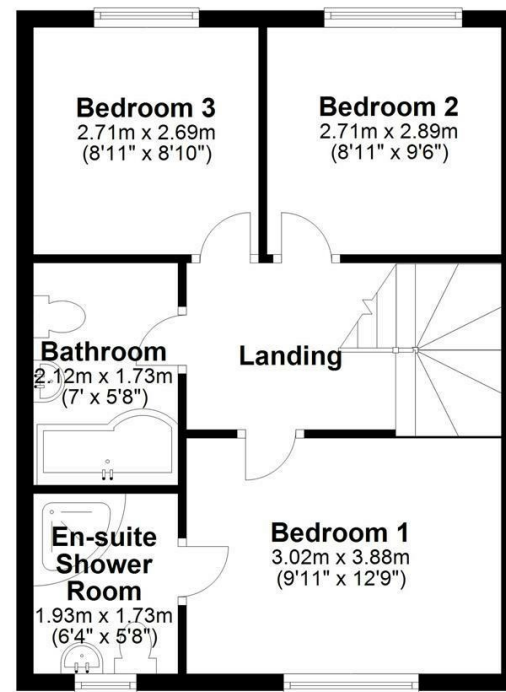 Bedroom 3
2.71m x 2.69m
(8'11" x 8'10")
Bedroom 2
2.71m x 2.89m
(8'11" x 9'6")
Bathroom
2.12m x 1.73m
(7' x 5'8")
Landing
En-suite
Shower
Room
1.93m x 1.73m
(6'4" x 5'8")
Bedroom 1
3.02m x 3.88m
(9'11" x 12'9")